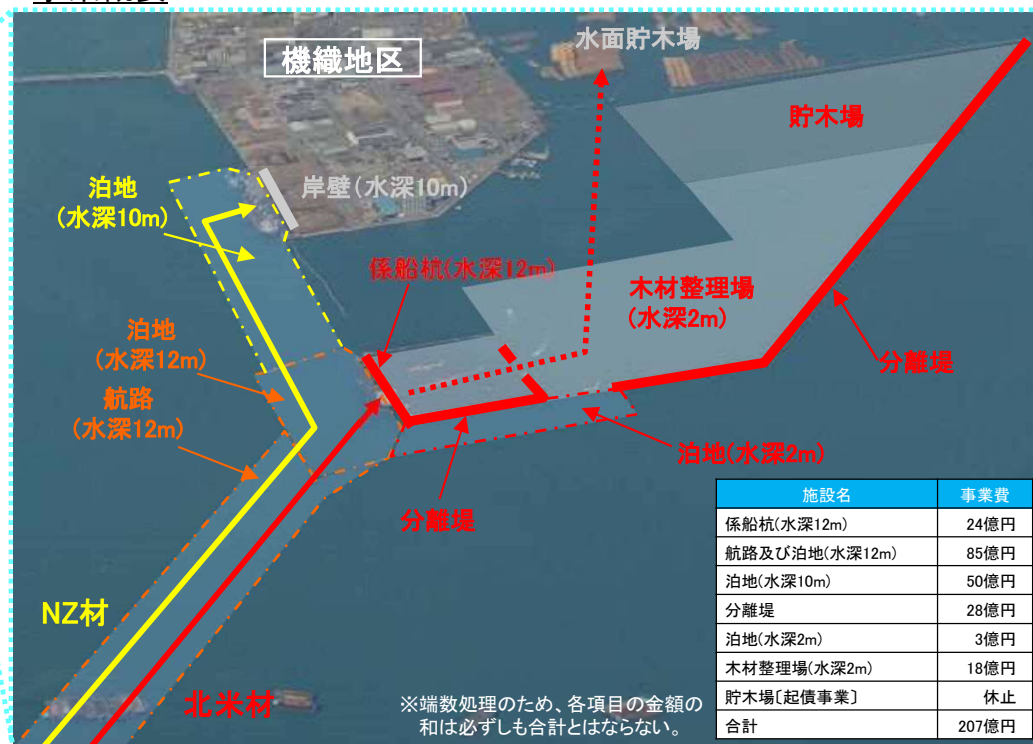 機織地区
水面貯木場
貯木場
岸壁(水深10m)
泊地
(水深10m)
係船杭(水深12m)
木材整理場
(水深2m)
泊地
(水深12m)
航路
(水深12m)
分離堤
泊地(水深2m)
分離堤
NZ材
北米材
※端数処理のため、各項目の金額の
和は必ずしも合計とはならない。
施設名 事業費
係船杭(水深12m) 24億円
航路及び泊地(水深12m) 85億円
泊地(水深10m) 50億円
分離堤 28億円
泊地(水深2m) 3億円
木材整理場(水深2m) 18億円
貯木場〔起債事業〕 休止
合計 207億円